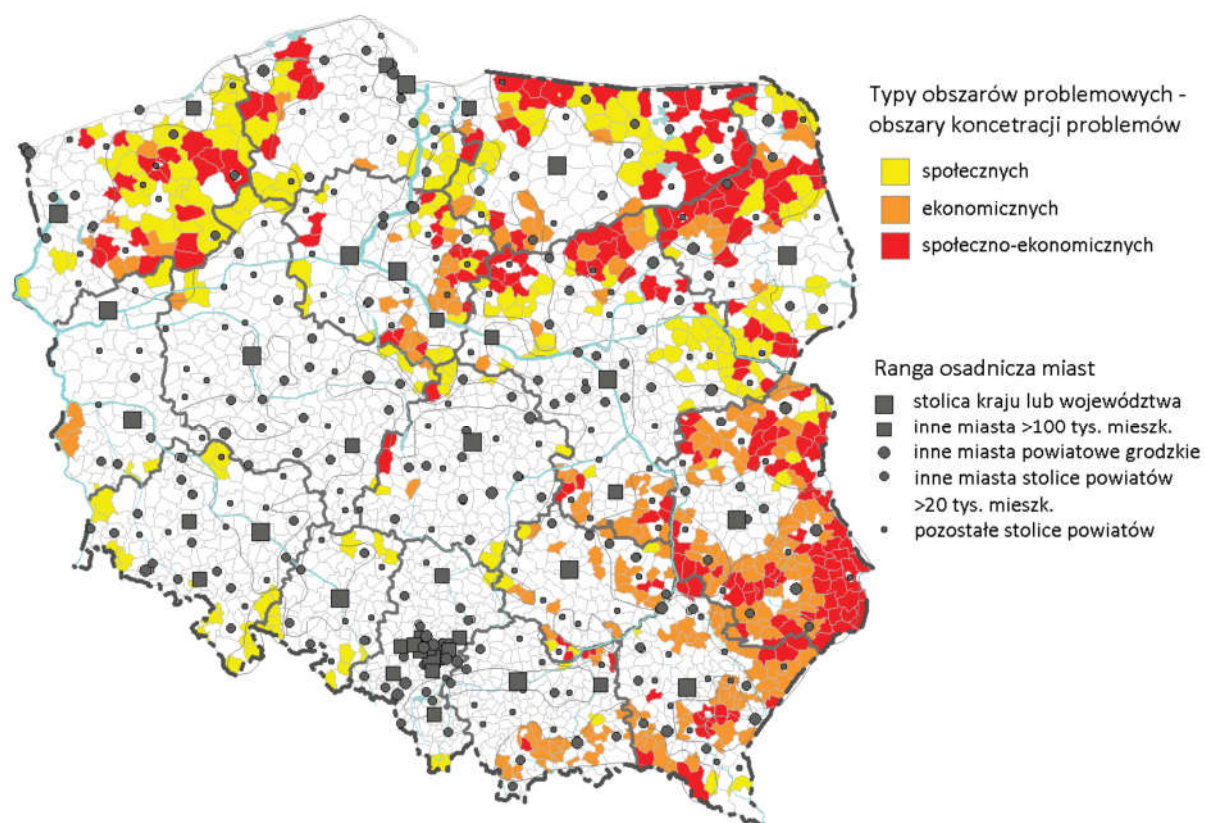 Typy obszarów problemowych -
obszary koncetracji problemów
społecznych
ekonomicznych
społeczno-ekonomicznych
Ranga osadnicza miast
stolica kraju lub województwa
inne miasta >100 tys. mieszk.
inne miasta powiatowe grodzkie
inne miasta stolice powiatów
>20 tys. mieszk.
pozostałe stolice powiatów